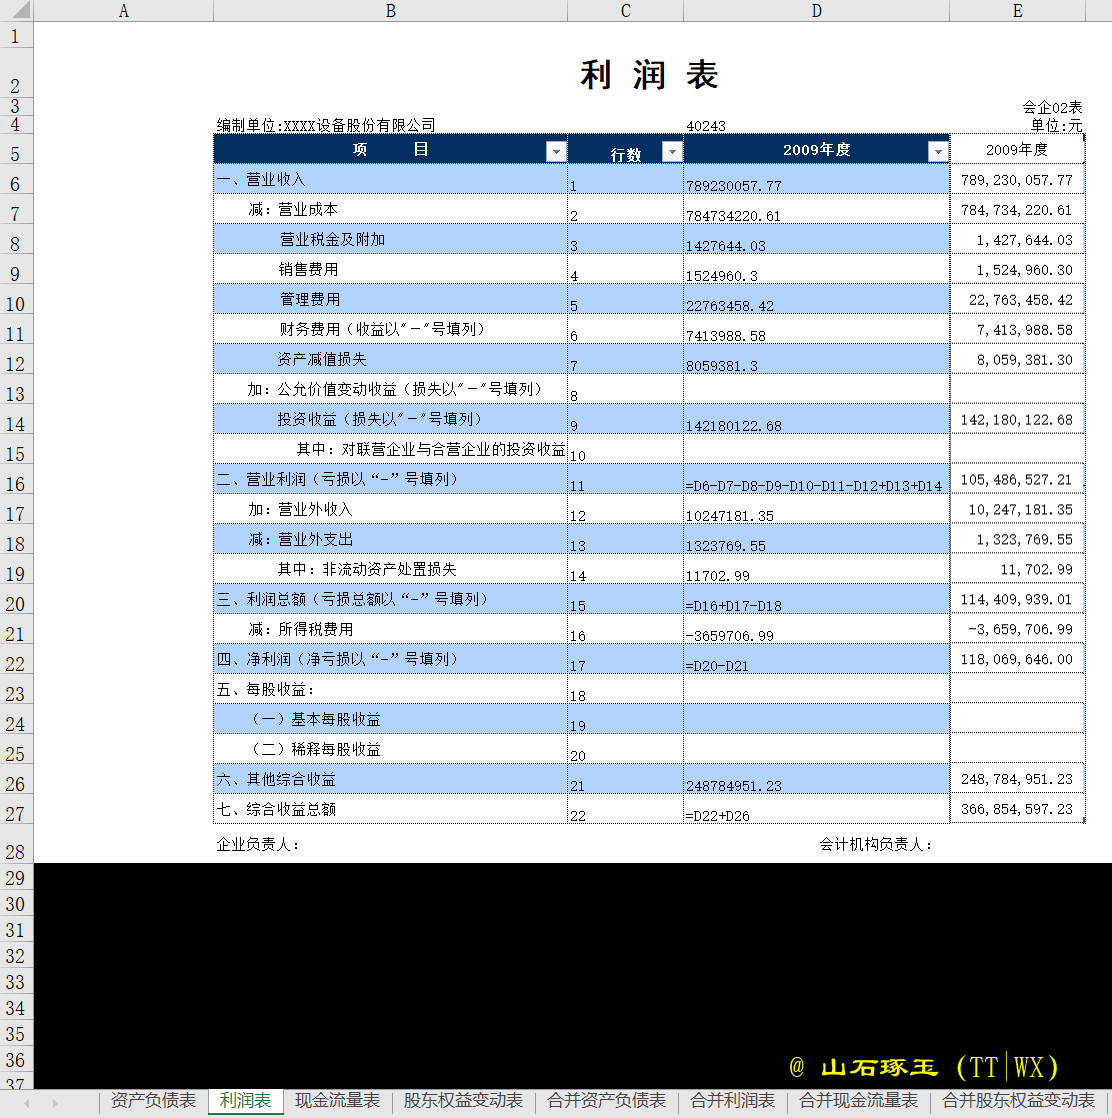 A B C D E
1
2 利 润 表
3 会企02表
4 编制单位:XXXX设备股份有限公司 40243 单位:元
5 项 目 行数 2009年度 2009年度
6 一、营业收入 1 789230057.77 789,230,057.77
7 减：营业成本 2 784734220.61 784,734,220.61
8 营业税金及附加 3 1427644.03 1,427,644.03
9 销售费用 4 1524960.3 1,524,960.30
10 管理费用 5 22763458.42 22,763,458.42
11 财务费用（收益以"－"号填列） 6 7413988.58 7,413,988.58
12 资产减值损失 7 8059381.3 8,059,381.30
13 加：公允价值变动收益（损失以"－"号填列） 8
14 投资收益（损失以"－"号填列） 9 142180122.68 142,180,122.68
15 其中：对联营企业与合营企业的投资收益 10
16 二、营业利润（亏损以“-”号填列） 11 =D6-D7-D8-D9-D10-D11-D12+D13+D14 105,486,527.21
17 加：营业外收入 12 10247181.35 10,247,181.35
18 减：营业外支出 13 1323769.55 1,323,769.55
19 其中：非流动资产处置损失 14 11702.99 11,702.99
20 三、利润总额（亏损总额以“-”号填列） 15 =D16+D17-D18 114,409,939.01
21 减：所得税费用 16 -3659706.99 -3,659,706.99
22 四、净利润（净亏损以“-”号填列） 17 =D20-D21 118,069,646.00
23 五、每股收益： 18
24 （一）基本每股收益 19
25 （二）稀释每股收益 20
26 六、其他综合收益 21 248784951.23 248,784,951.23
27 七、综合收益总额 22 =D22+D26 366,854,597.23
28 企业负责人： 会计机构负责人：
29
30
31
32
33
34
35
36 @ 山石琢玉 (TT|WX)
37
资产负债表 利润表 现金流量表 股东权益变动表 合并资产负债表 合并利润表 合并现金流量表 合并股东权益变动表